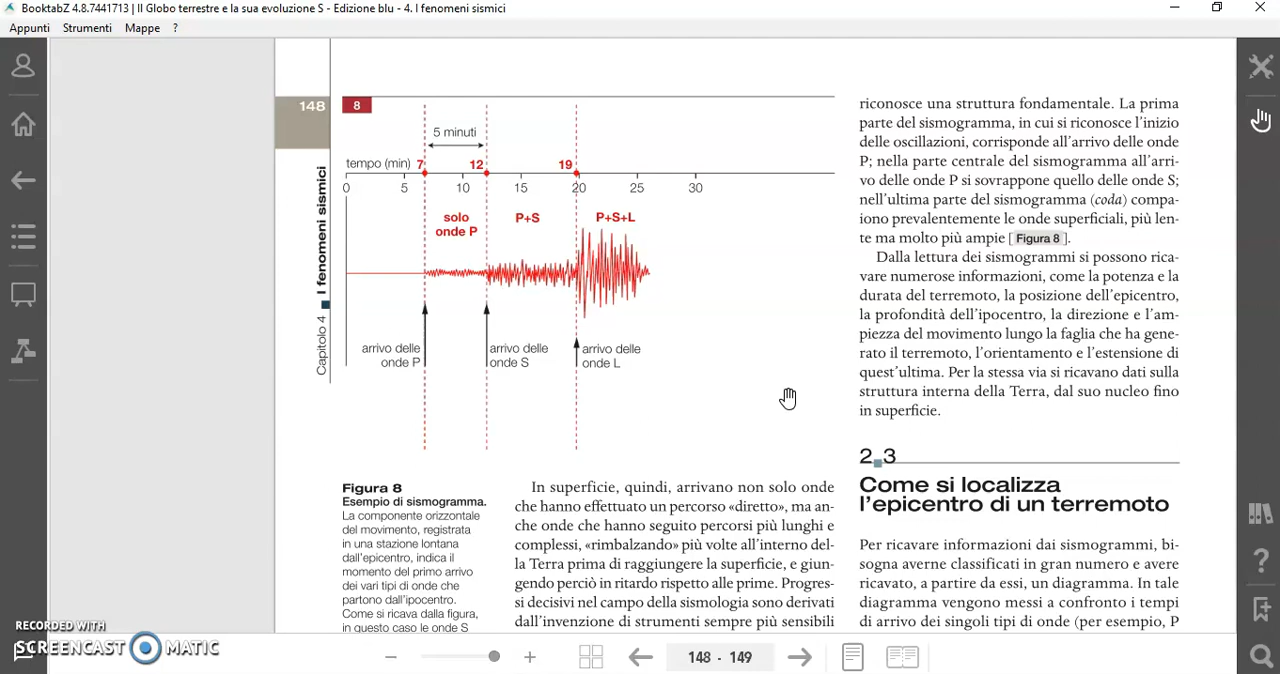 BooktabZ 4.8.7441713 | Il Globo terrestre e la sua evoluzione S - Edizione blu - 4. I fenomeni sismici
Appunti Strumenti Mappe ?
148
8
Capitolo 4 I fenomeni sismici
5 minuti
tempo (min) 7 12 19
0 5 10 15 20 25 30
solo
onde P
P+S
P+S+L
arrivo delle
onde P
arrivo delle
onde S
arrivo delle
onde L
Figura 8
Esempio di sismogramma.
La componente orizzontale
del movimento, registrata
in una stazione lontana
dall'epicentro, indica il
momento del primo arrivo
dei vari tipi di onde che
partono dall'ipocentro.
Come si ricava dalla figura,
in questo caso le onde S
In superficie, quindi, arrivano non solo onde
che hanno effettuato un percorso «diretto», ma an-
che onde che hanno seguito percorsi più lunghi e
complessi, «rimbalzando» più volte all'interno del-
la Terra prima di raggiungere la superficie, e giun-
gendo perciò in ritardo rispetto alle prime. Progres-
si decisivi nel campo della sismologia sono derivati
dall'invenzione di strumenti sempre più sensibili
riconosce una struttura fondamentale. La prima
parte del sismogramma, in cui si riconosce l'inizio
delle oscillazioni, corrisponde all'arrivo delle onde
P; nella parte centrale del sismogramma all'arri-
vo delle onde P si sovrappone quello delle onde S;
nell'ultima parte del sismogramma (coda) compa-
iono prevalentemente le onde superficiali, più len-
te ma molto più ampie [ Figura 8 ].
Dalla lettura dei sismogrammi si possono rica-
vare numerose informazioni, come la potenza e la
durata del terremoto, la posizione dell'epicentro,
la profondità dell'ipocentro, la direzione e l'am-
piezza del movimento lungo la faglia che ha gene-
rato il terremoto, l'orientamento e l'estensione di
quest'ultima. Per la stessa via si ricavano dati sulla
struttura interna della Terra, dal suo nucleo fino
in superficie.
2 3
Come si localizza
l'epicentro di un terremoto
Per ricavare informazioni dai sismogrammi, bi-
sogna averne classificati in gran numero e avere
ricavato, a partire da essi, un diagramma. In tale
diagramma vengono messi a confronto i tempi
di arrivo dei singoli tipi di onde (per esempio, P
RECORDED WITH
SCREENCAST MATIC
148 - 149